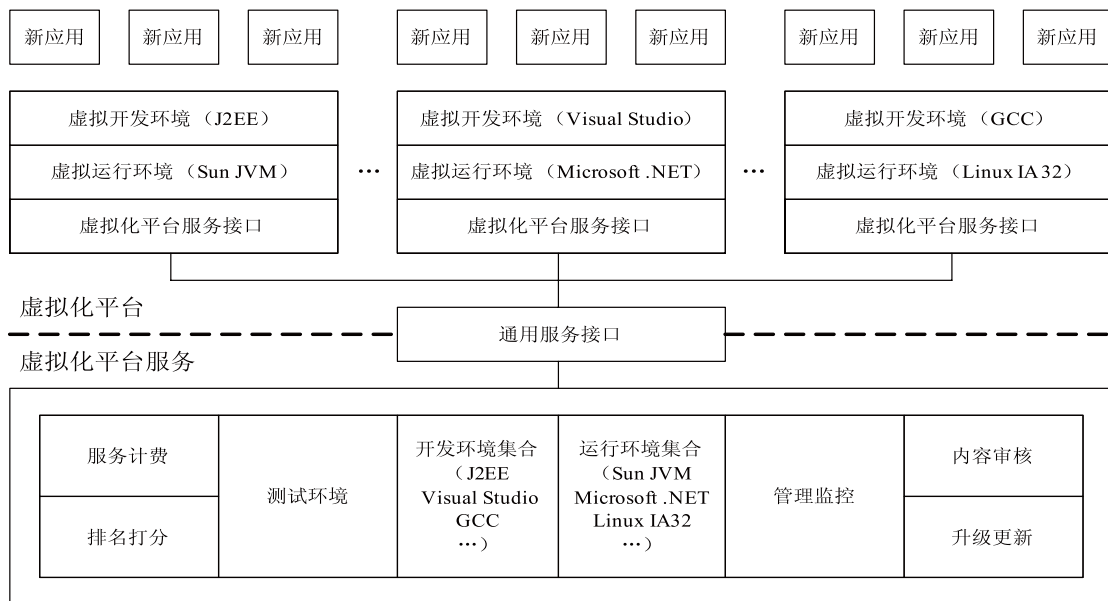 新应用 新应用 新应用 新应用 新应用 新应用 新应用 新应用 新应用
虚拟开发环境（J2EE） 虚拟开发环境（Visual Studio） 虚拟开发环境（GCC）
虚拟运行环境（Sun JVM） … 虚拟运行环境（Microsoft .NET） … 虚拟运行环境（Linux IA32）
虚拟化平台服务接口 虚拟化平台服务接口 虚拟化平台服务接口
虚拟化平台
通用服务接口
虚拟化平台服务
服务计费
排名打分
测试环境
开发环境集合
（J2EE
Visual Studio
GCC
…）
运行环境集合
（Sun JVM
Microsoft .NET
Linux IA32
…）
管理监控
内容审核
升级更新